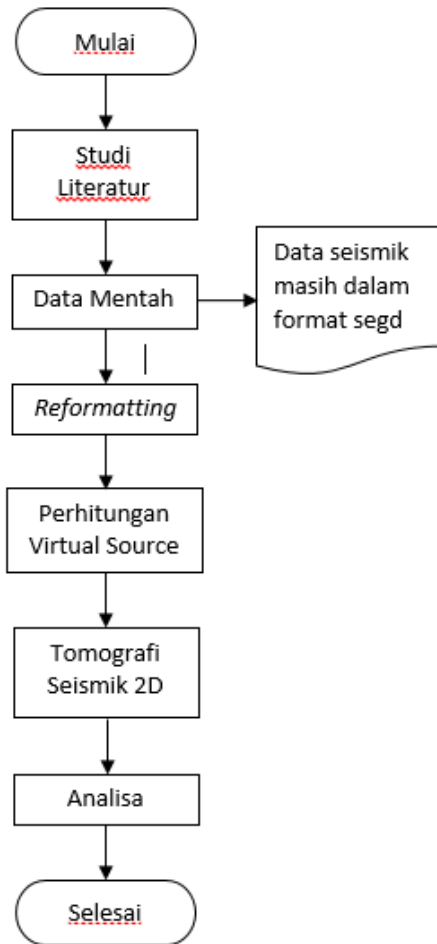 Mulai
Studi
Literatur
Data Mentah
Data seismik
masih dalam
format segd
Reformatting
Perhitungan
Virtual Source
Tomografi
Seismik 2D
Analisa
Selesai